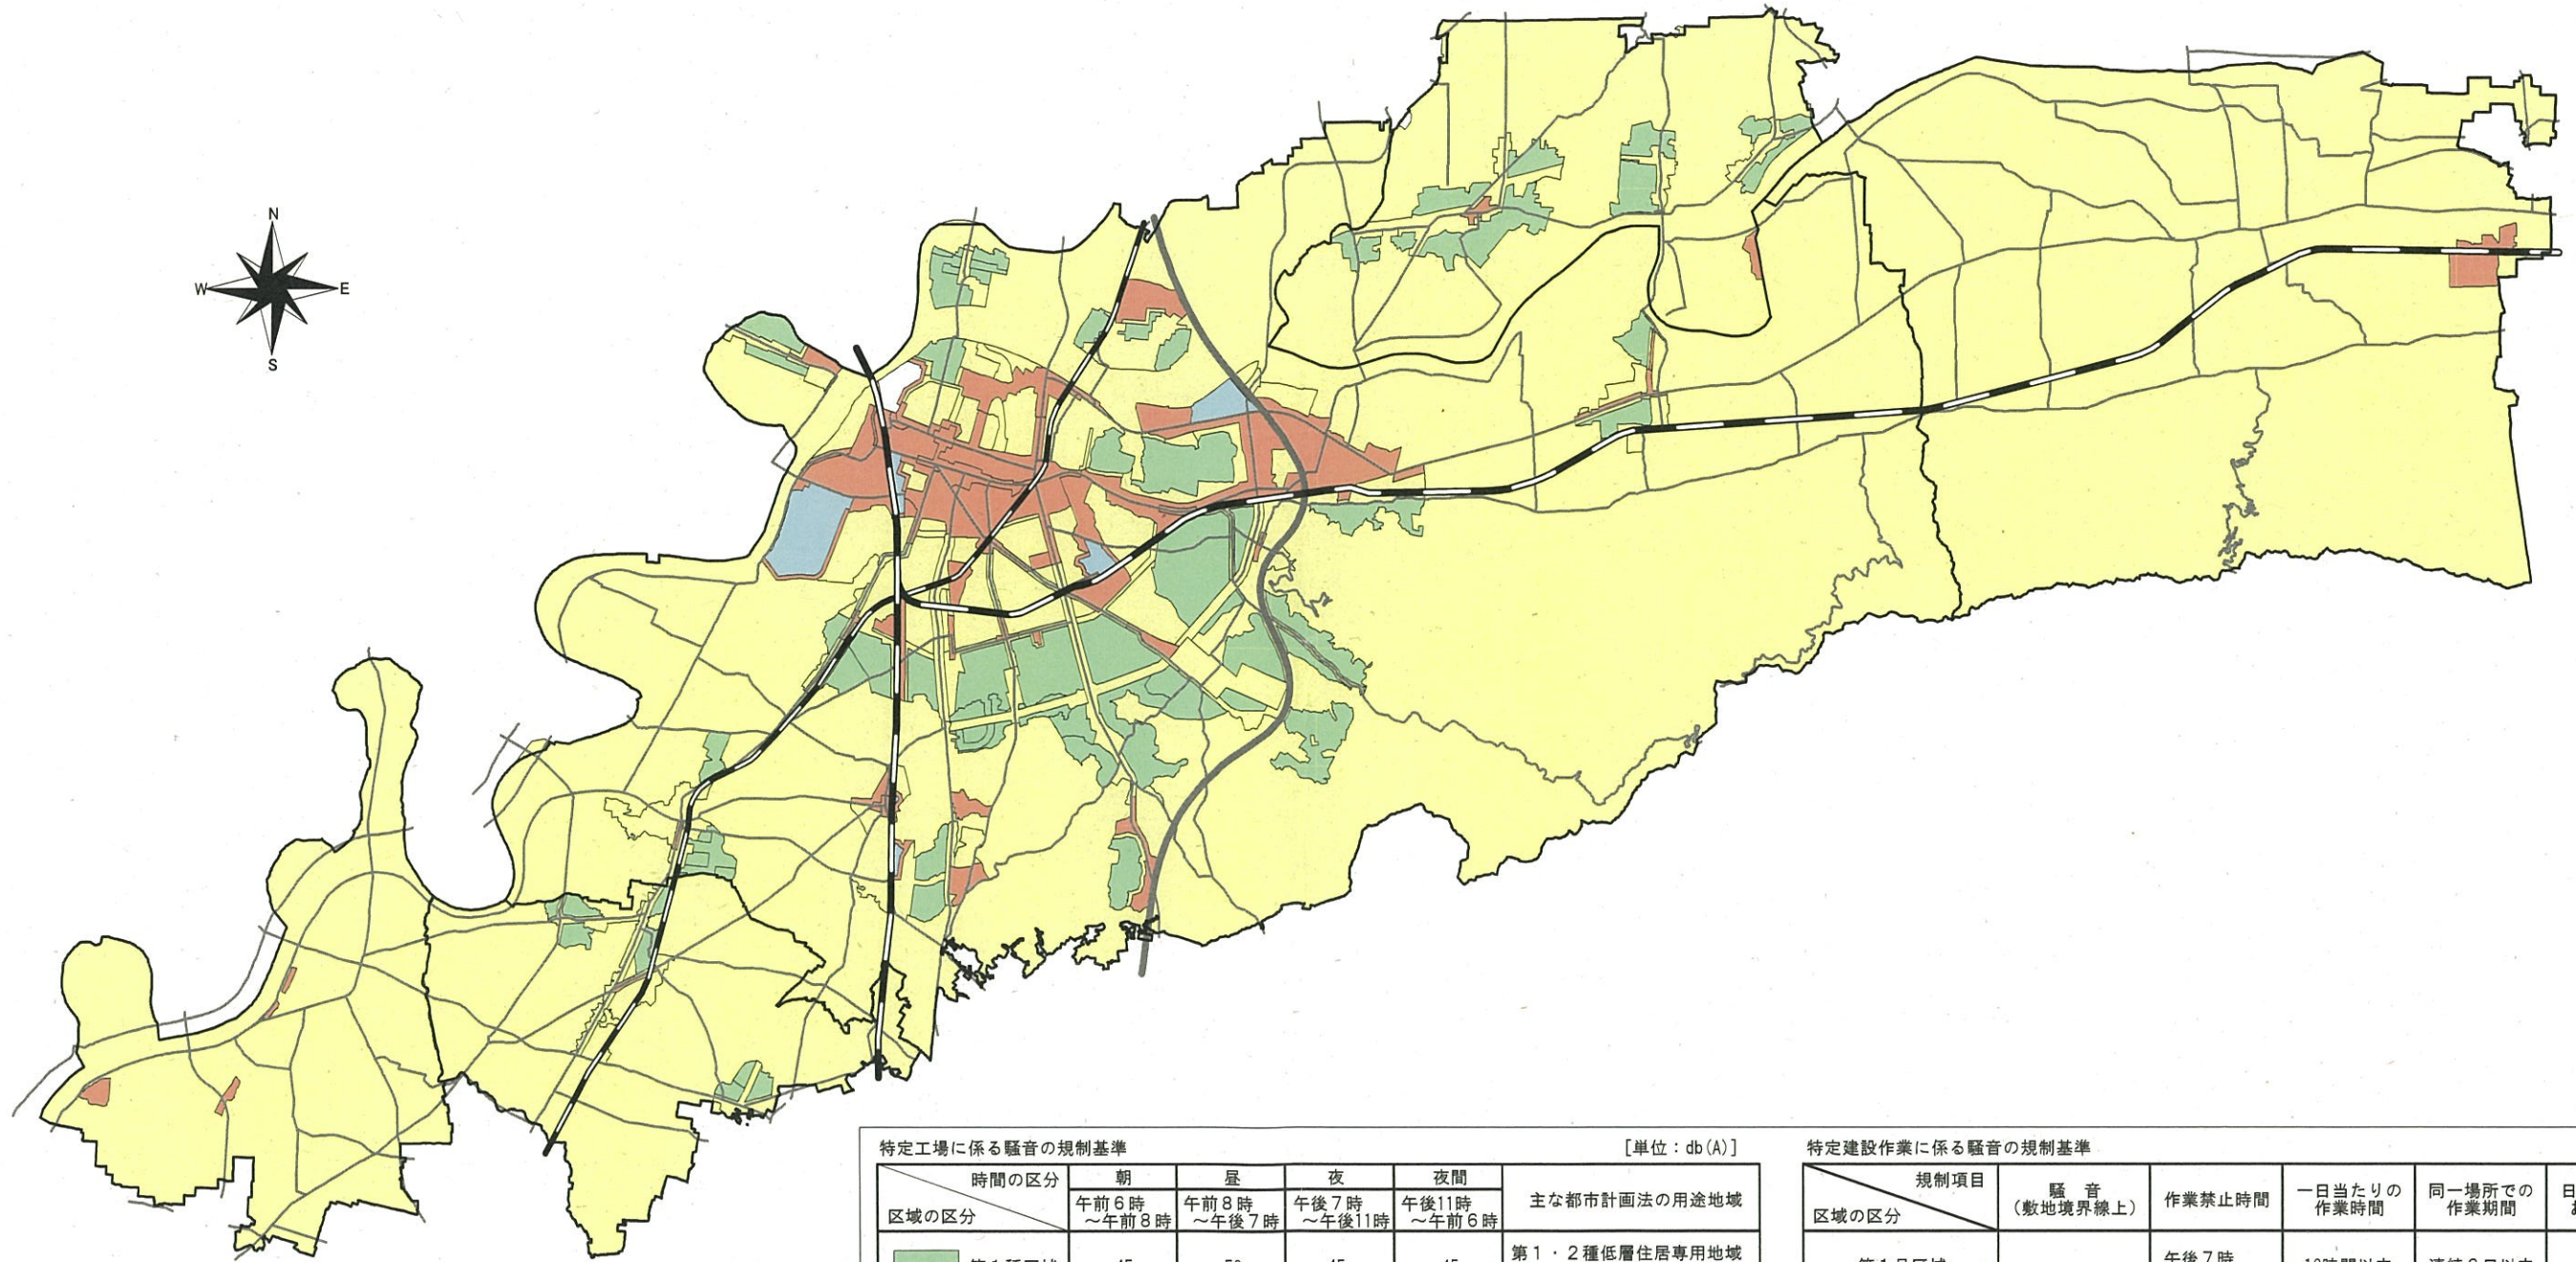 N
W
E
S
特定工場に係る騒音の規制基準
[単位：db(A)]
時間の区分
区域の区分
朝
昼
夜
夜間
主な都市計画法の用途地域
午前6時
～午前8時
午前8時
～午後7時
午後7時
～午後11時
午後11時
～午前6時
第1・2種低層住居専用地域
特定建設作業に係る騒音の規制基準
規制項目
区域の区分
騒　音
（敷地境界線上）
作業禁止時間
一日当たりの
作業時間
同一場所での
作業期間
午後7時